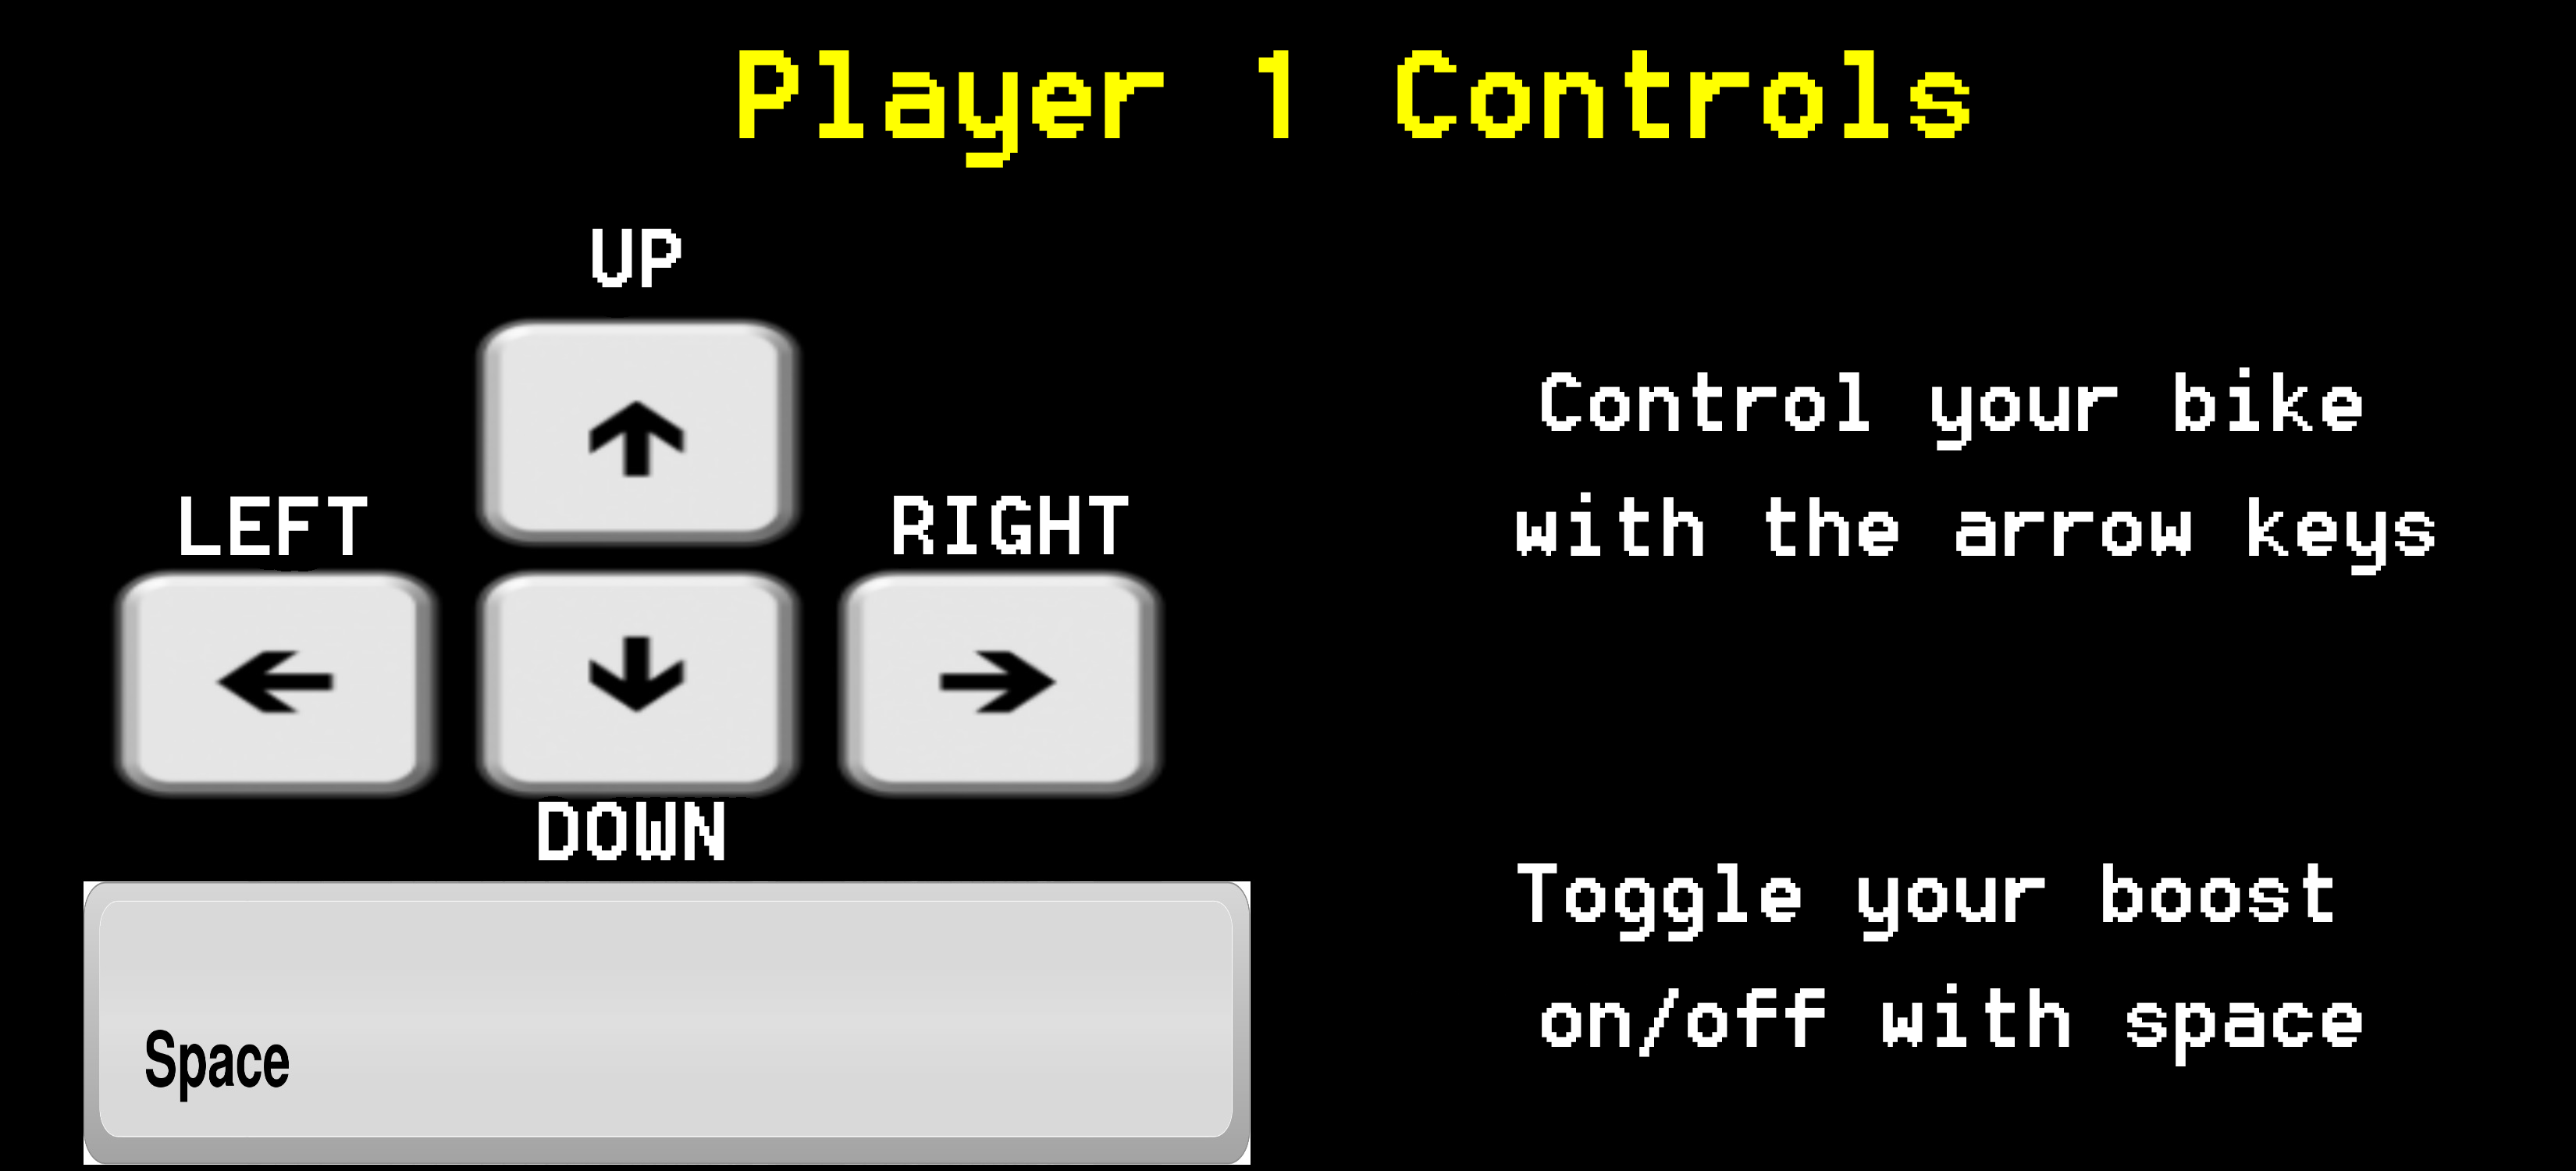 Player 1 Controls
UP
LEFT
RIGHT
DOWN
Space
Control your bike
with the arrow keys
Toggle your boost
on/off with space